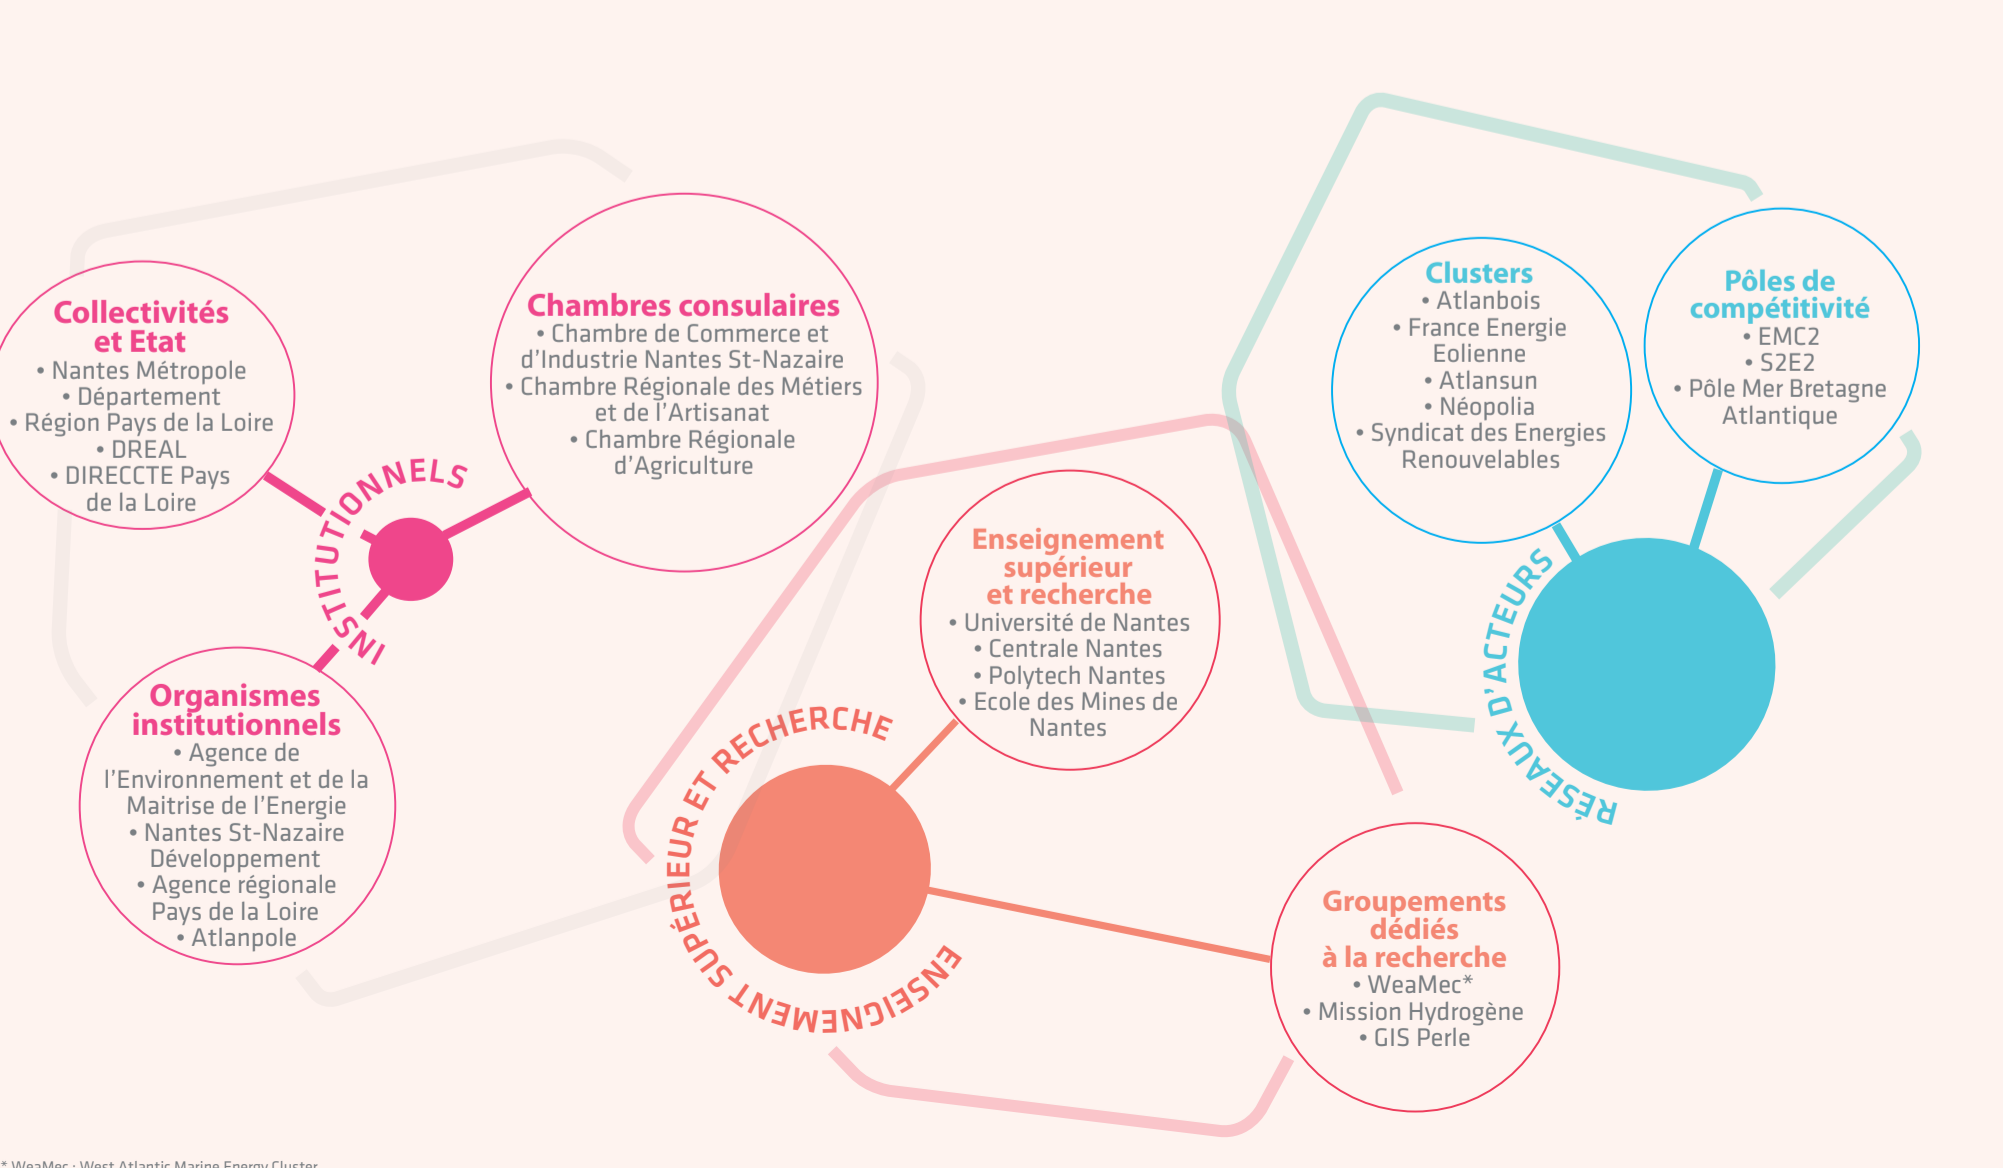 Collectivités
et Etat
• Nantes Métropole
• Département
• Région Pays de la Loire
• DREAL
• DIRECCTE Pays
de la Loire
Chambres consulaires
• Chambre de Commerce et
d’Industrie Nantes St-Nazaire
• Chambre Régionale des Métiers
et de l’Artisanat
• Chambre Régionale
d’Agriculture
INSTITUTIONNELS
Organismes
institutionnels
• Agence de
l’Environnement et de la
Maitrise de l’Energie
• Nantes St-Nazaire
Développement
• Agence régionale
Pays de la Loire
• Atlanpole
Enseignement
supérieur
et recherche
• Université de Nantes
• Centrale Nantes
• Polytech Nantes
• Ecole des Mines de
Nantes
ENSEIGNEMENT SUPÉRIEUR ET RECHERCHE
Groupements
dédiés
à la recherche
• WeaMec*
• Mission Hydrogène
• GIS Perle
Clusters
• Atlanbois
• France Energie
Eolienne
• Atlansun
• Néopolia
• Syndicat des Energies
Renouvelables
Pôles de
compétitivité
• EMC2
• S2E2
• Pôle Mer Bretagne
Atlantique
RÉSEAUX D’ACTEURS
* WeaMec : West Atlantic Marine Energy Cluster